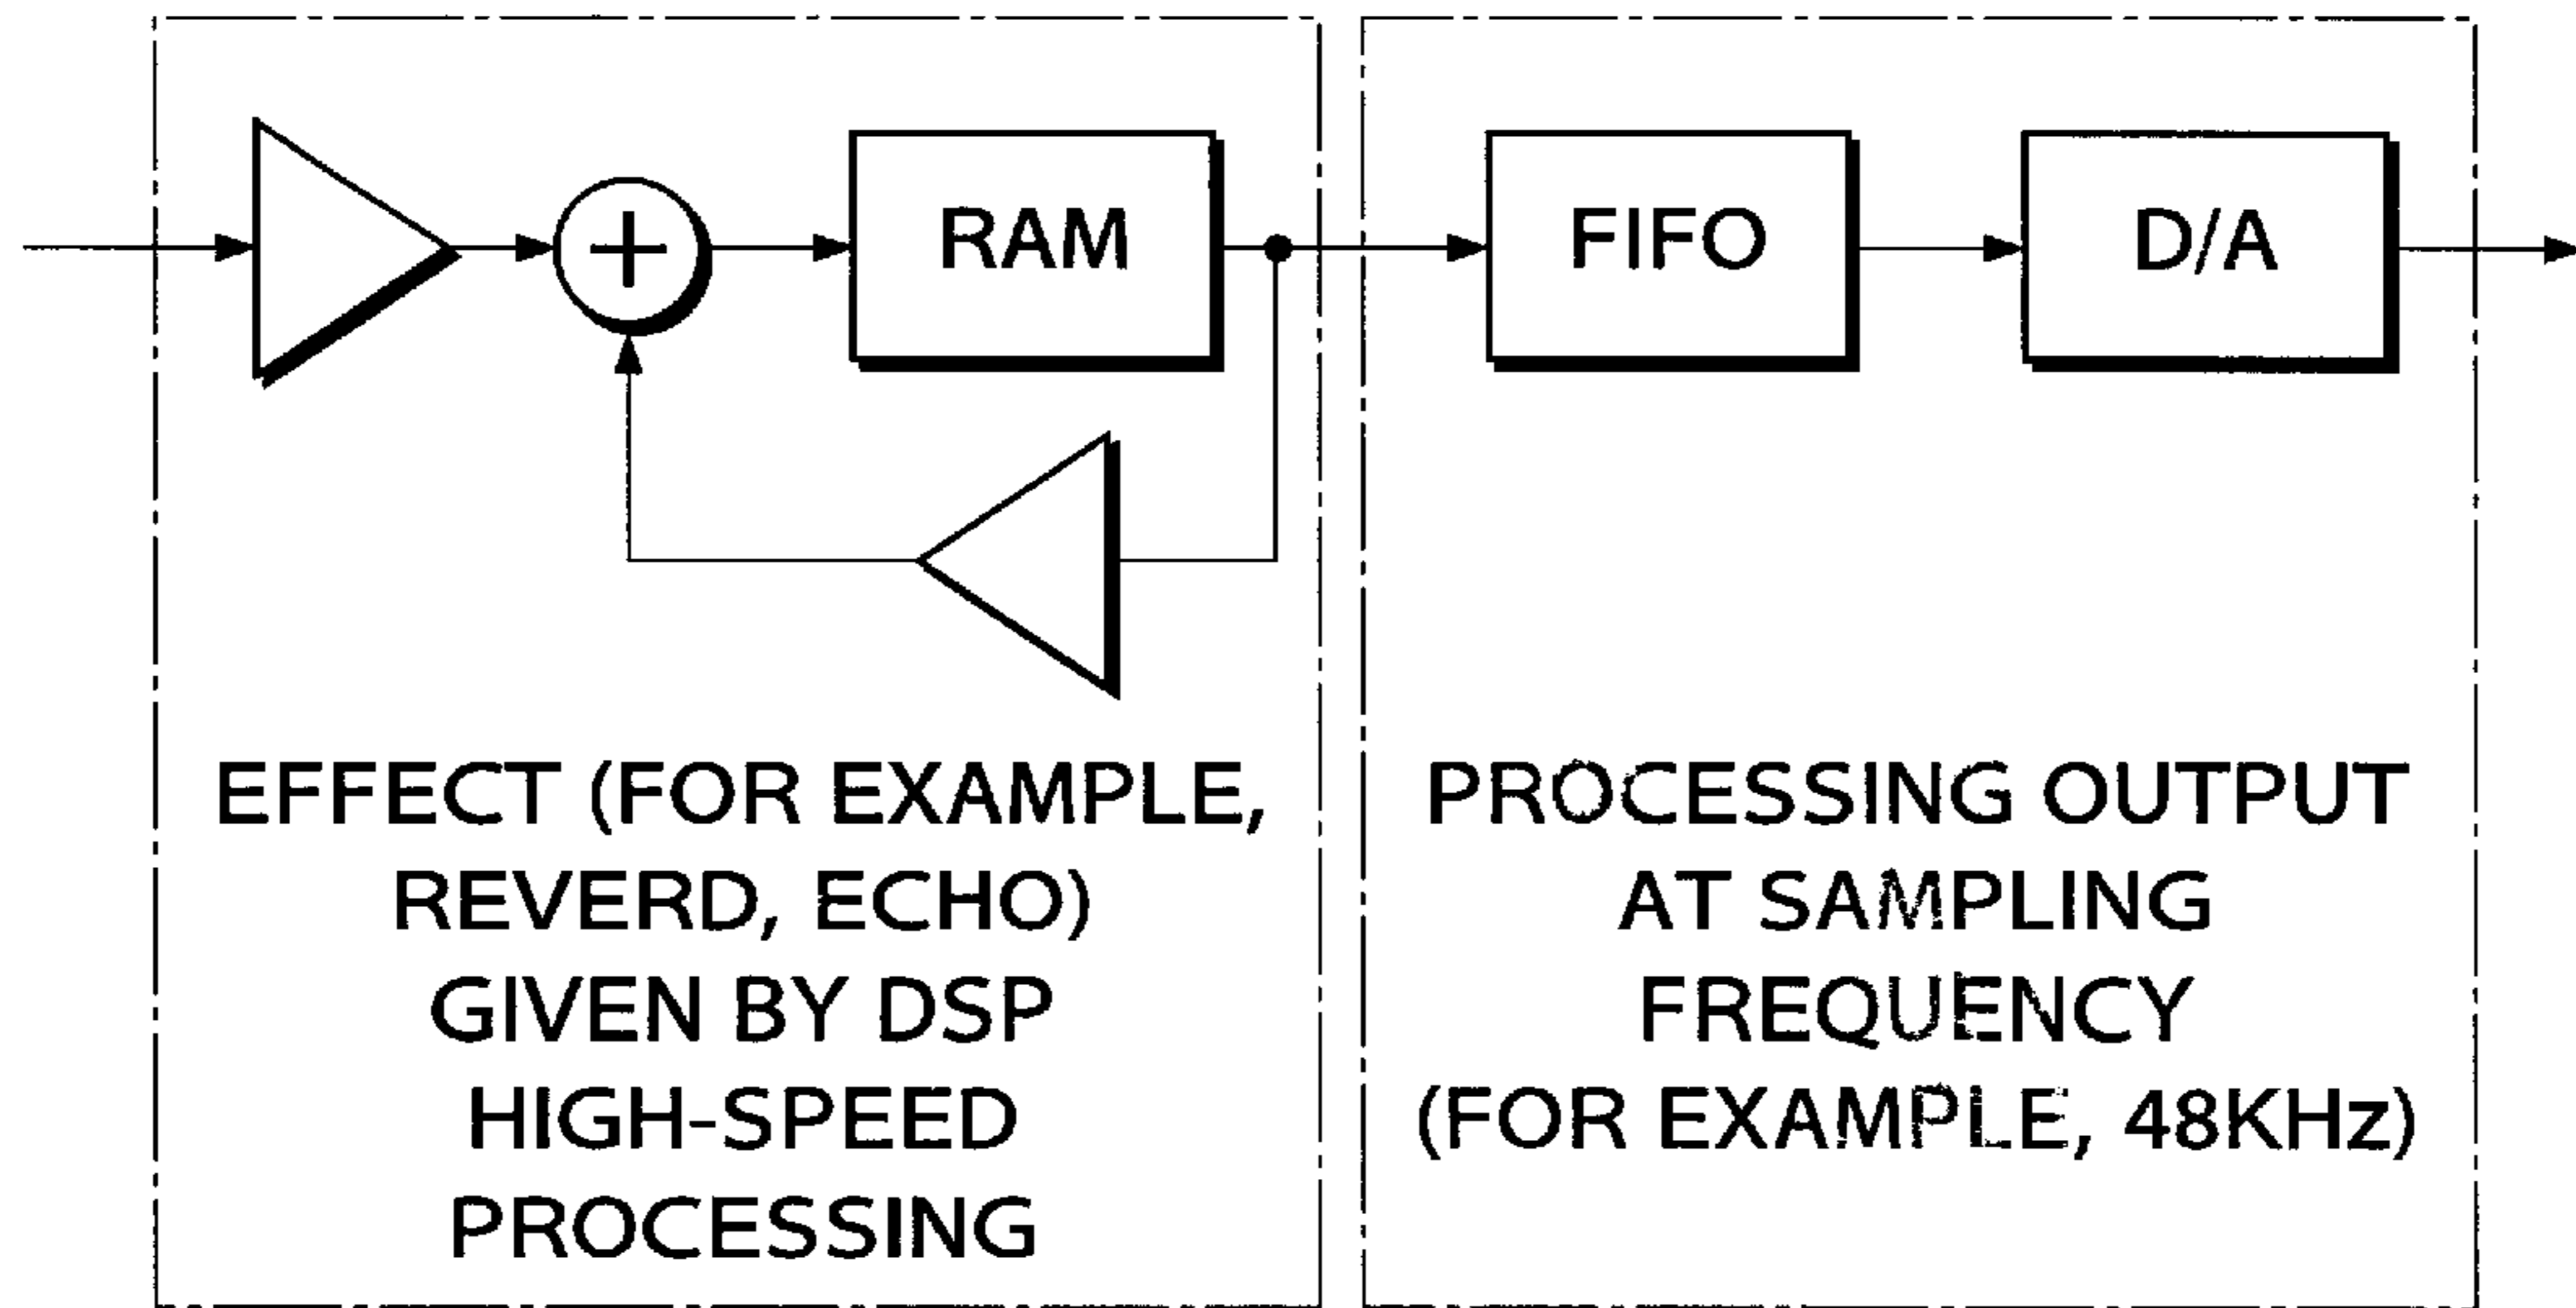 +
RAM
FIFO
D/A
EFFECT (FOR EXAMPLE,
REVERD, ECHO)
GIVEN BY DSP
HIGH-SPEED
PROCESSING
PROCESSING OUTPUT
AT SAMPLING
FREQUENCY
(FOR EXAMPLE, 48KHz)